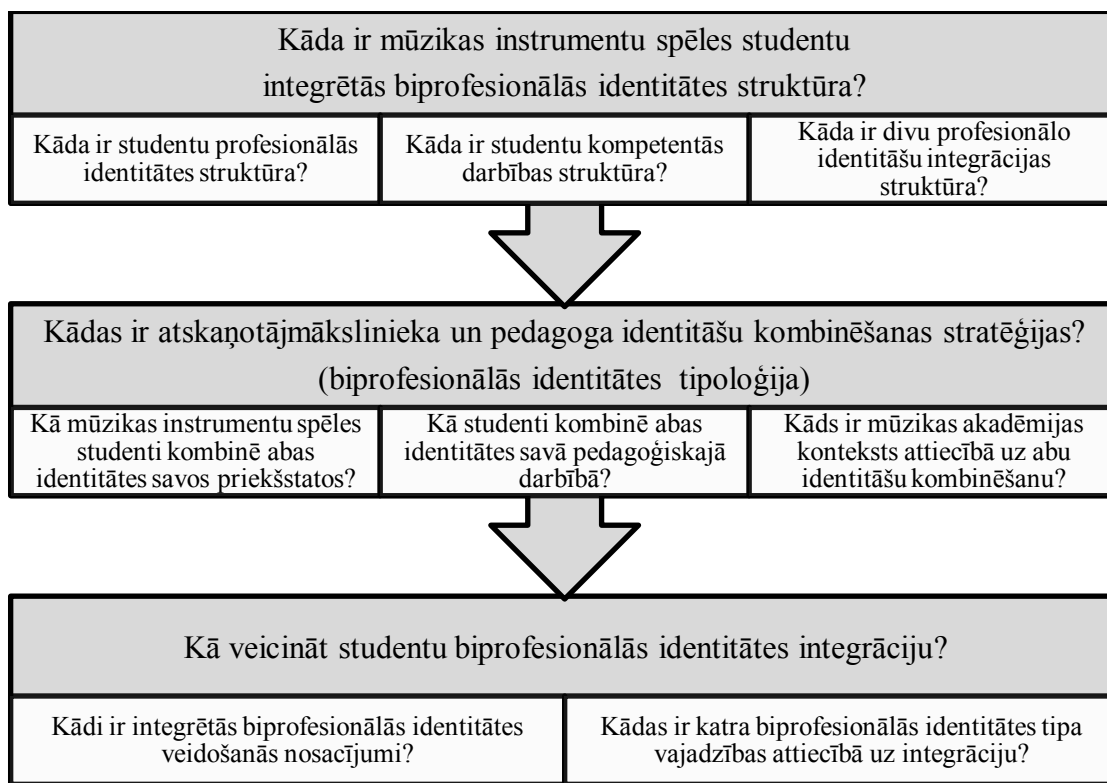 Kāda ir mūzikas instrumentu spēles studentu
integrētās biprofesionālās identitātes struktūra?
Kāda ir studentu profesionālās
identitātes struktūra?
Kāda ir studentu kompetentās
darbības struktūra?
Kāda ir divu profesionālo
identitāšu integrācijas
struktūra?
Kādas ir atskaņotājmākslinieka un pedagoga identitāšu kombinēšanas stratēģijas?
(biprofesionālās identitātes tipoloģija)
Kā mūzikas instrumentu spēles
studenti kombinē abas
identitātes savos priekšstatos?
Kā studenti kombinē abas
identitātes savā pedagoģiskajā
darbībā?
Kāds ir mūzikas akadēmijas
konteksts attiecībā uz abu
identitāšu kombinēšanu?
Kā veicināt studentu biprofesionālās identitātes integrāciju?
Kādi ir integrētās biprofesionālās identitātes
veidošanās nosacījumi?
Kādas ir katra biprofesionālās identitātes tipa
vajadzības attiecībā uz integrāciju?